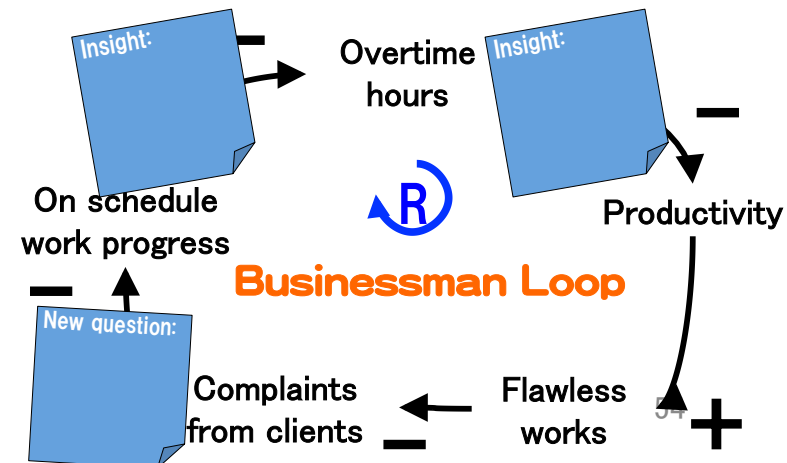 Insight:
Overtime
hours
Insight:
On schedule
work progress
R
Productivity
Businessman Loop
New question:
Complaints
from clients
Flawless
works
54